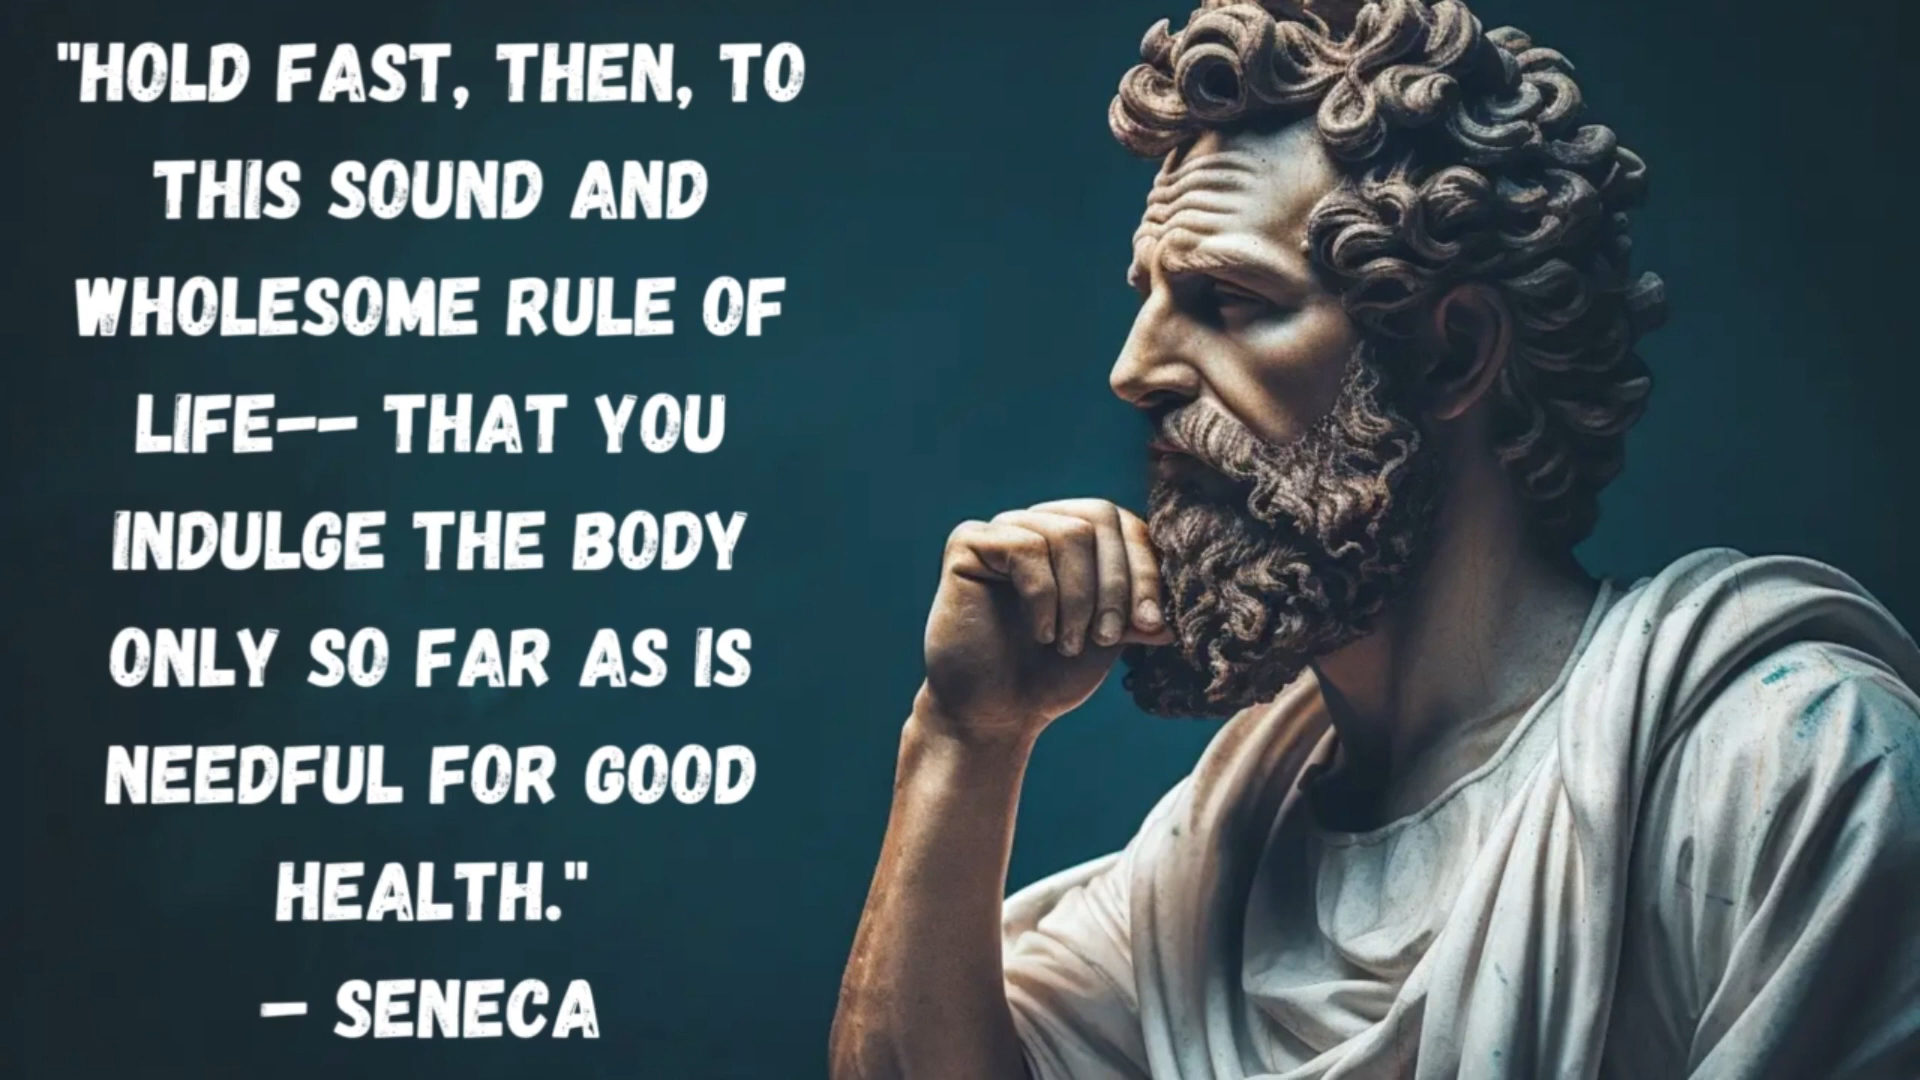 "HOLD FAST, THEN, TO
THIS SOUND AND
WHOLESOME RULE OF
LIFE-- THAT YOU
INDULGE THE BODY
ONLY SO FAR AS IS
NEEDFUL FOR GOOD
HEALTH."
- SENECA